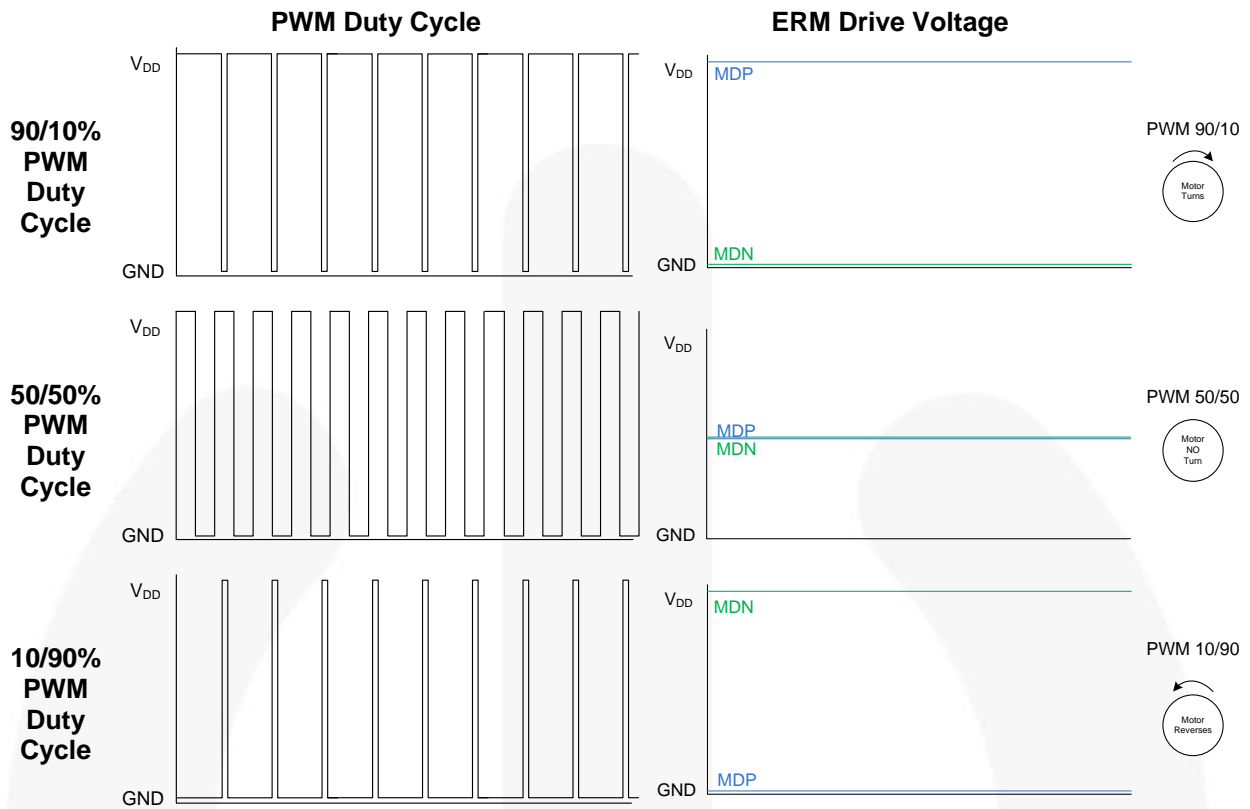 PWM Duty Cycle
ERM Drive Voltage
90/10%
PWM
Duty
Cycle
VDD
GND
VDD
MDP
MDN
GND
PWM 90/10
Motor
Turns
50/50%
PWM
Duty
Cycle
VDD
GND
VDD
MDP
MDN
GND
PWM 50/50
Motor
NO
Turn
10/90%
PWM
Duty
Cycle
VDD
GND
VDD
MDN
MDP
GND
PWM 10/90
Motor
Reverses